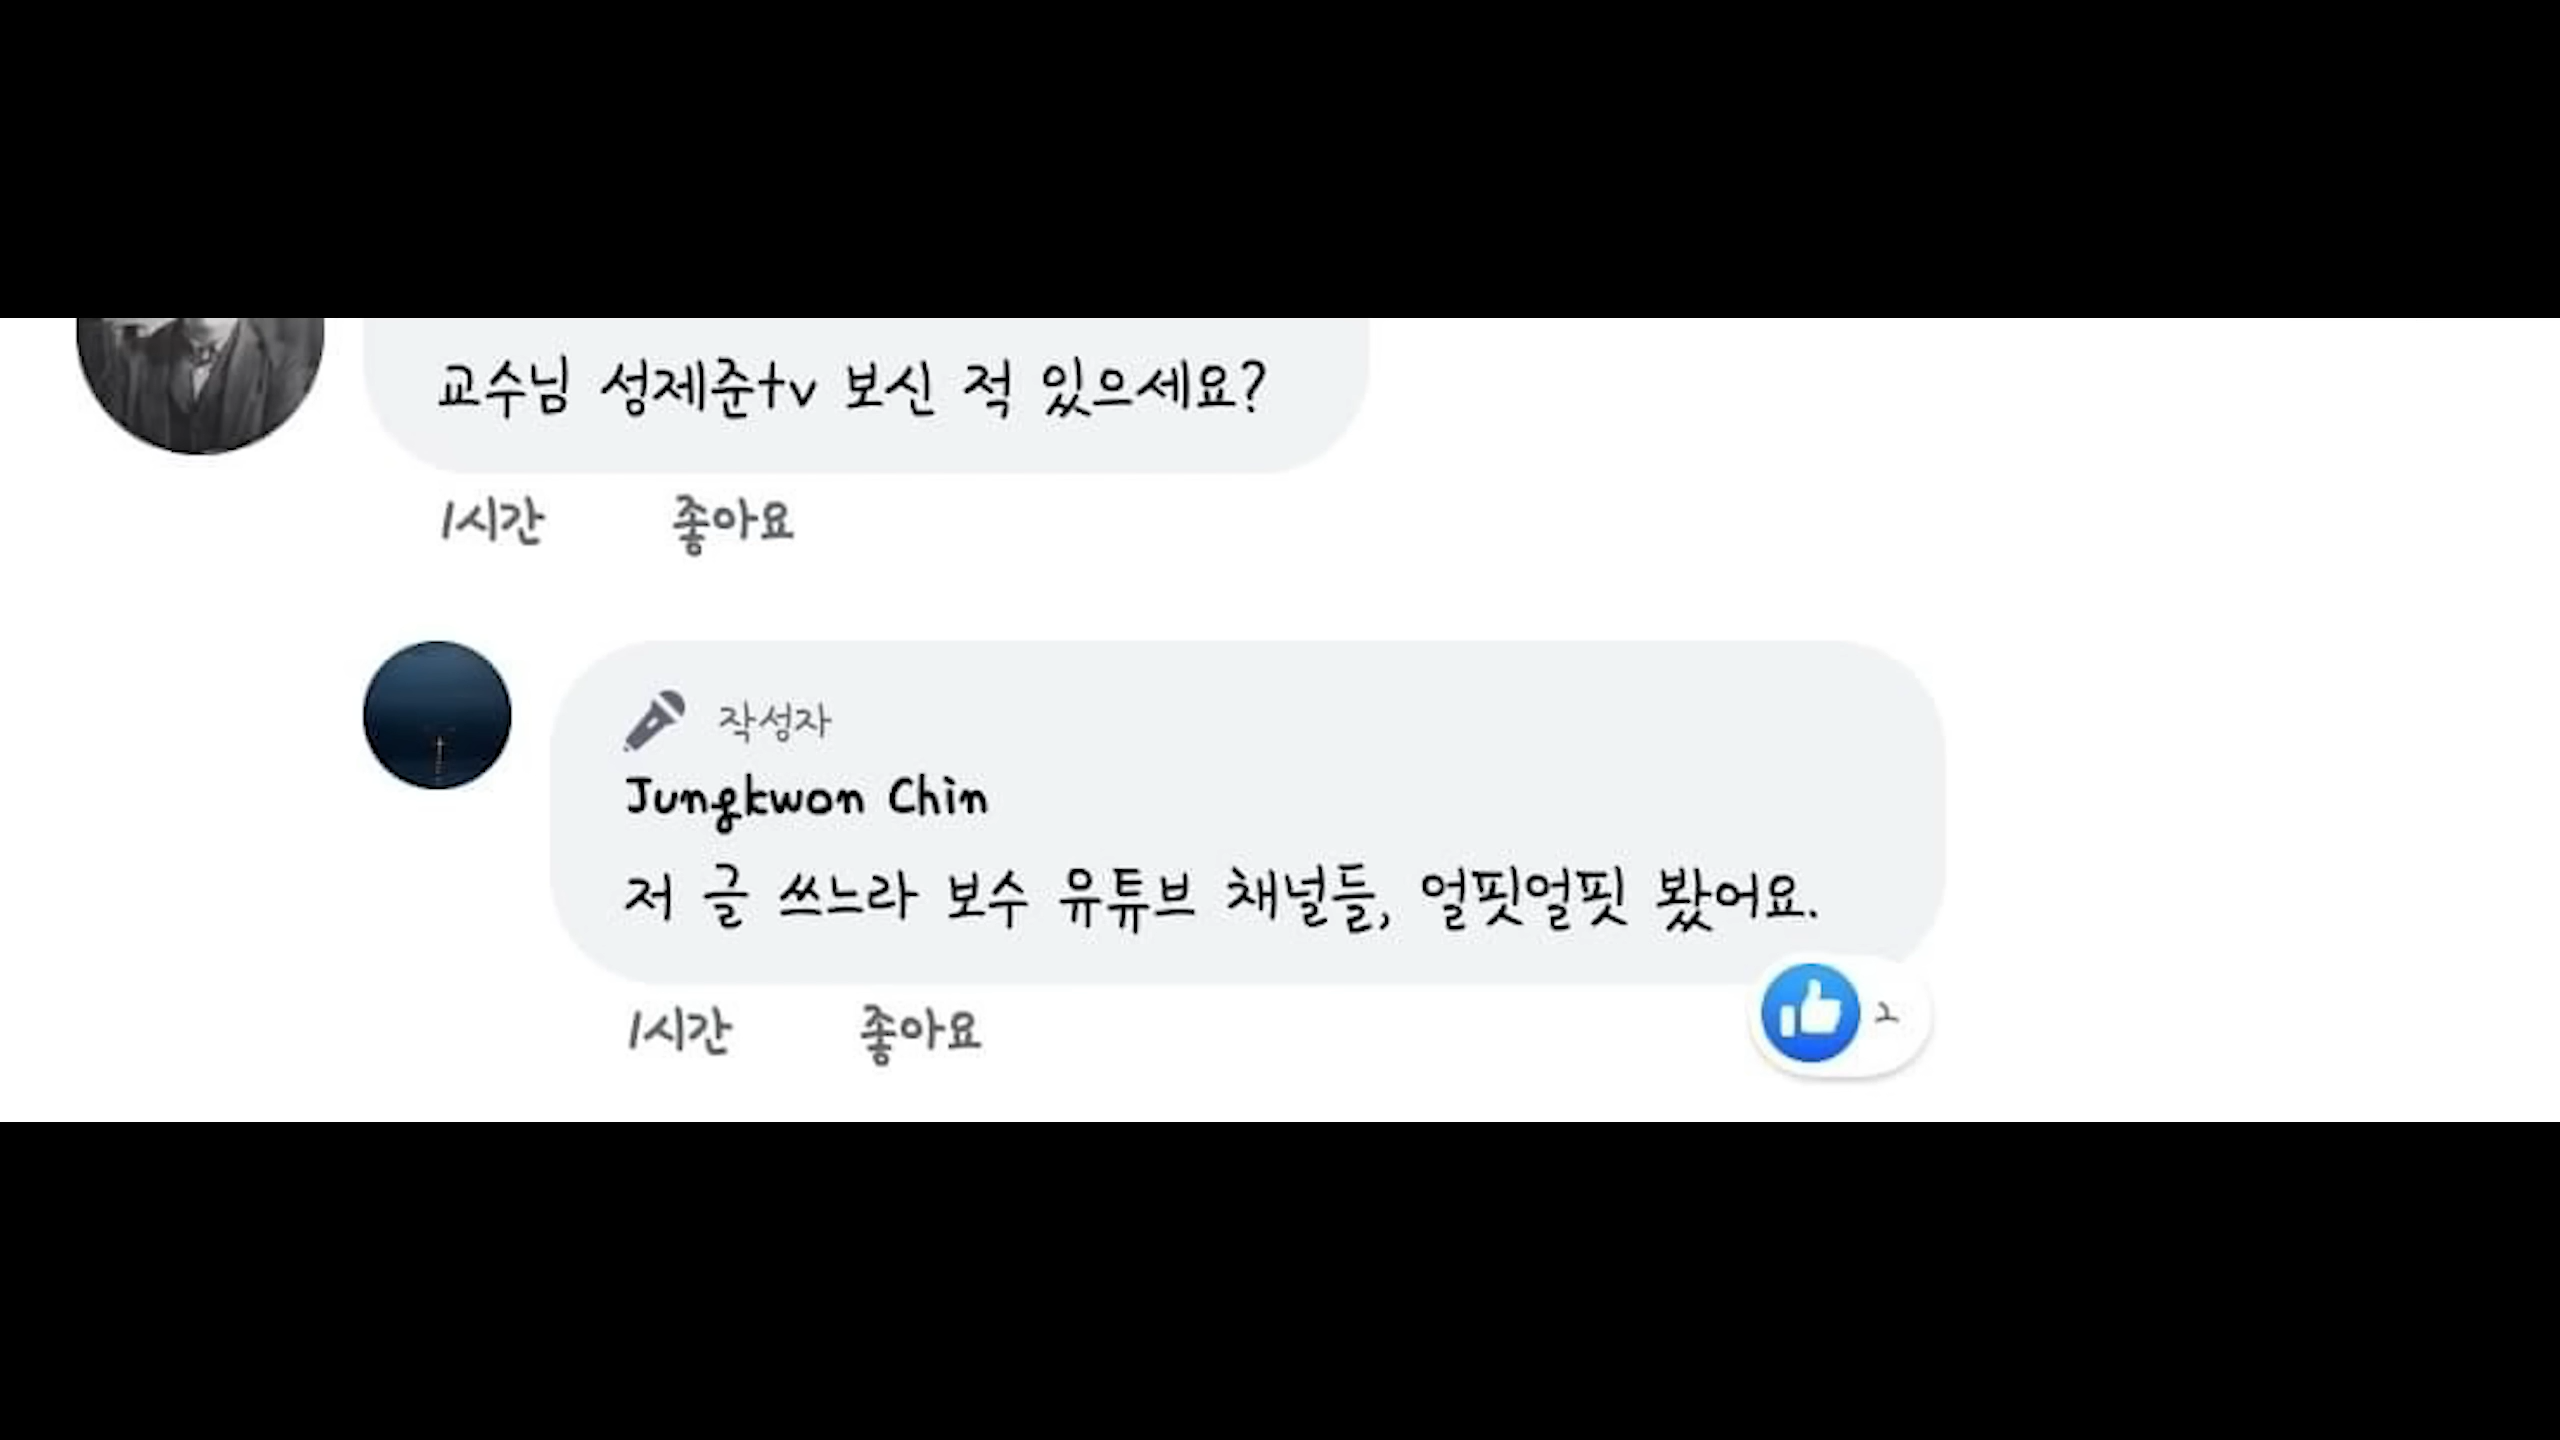 교수님 성제준tv 보신 적 있으세요?
1시간 좋아요
작성자
Jungkwon Chin
저 글 쓰느라 보수 유튜브 채널들, 얼핏얼핏 봤어요.
1시간 좋아요
2